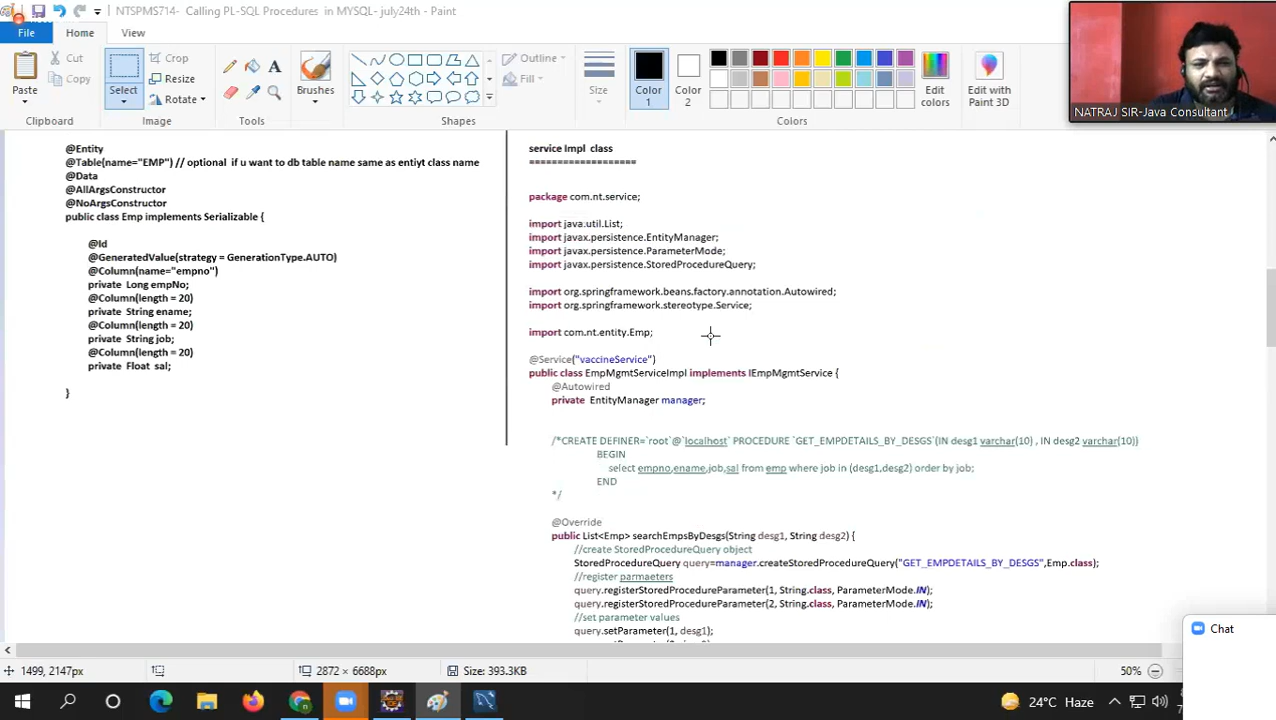 NTSPMS714- Calling PL-SQL Procedures in MYSQL- july24th - Paint
File
Home
View
Paste
Cut
Copy
Clipboard
Select
Crop
Resize
Rotate
Image
Tools
Brushes
Outline
Fill
Shapes
Size
Color 1
Color 2
Edit colors
Edit with Paint 3D
Colors
NATRAJ SIR-Java Consultant
@Entity
@Table(name="EMP") // optional if u want to db table name same as entiyt class name
@Data
@AllArgsConstructor
@NoArgsConstructor
public class Emp implements Serializable {
@Id
@GeneratedValue(strategy = GenerationType.AUTO)
@Column(name="empno")
private Long empNo;
@Column(length = 20)
private String ename;
@Column(length = 20)
private String job;
@Column(length = 20)
private Float sal;
}
service Impl class
===================
package com.nt.service;
import java.util.List;
import javax.persistence.EntityManager;
import javax.persistence.ParameterMode;
import javax.persistence.StoredProcedureQuery;
import org.springframework.beans.factory.annotation.Autowired;
import org.springframework.stereotype.Service;
import com.nt.entity.Emp;
@Service("vaccineService")
public class EmpMgmtServiceImpl implements IEmpMgmtService {
@Autowired
private EntityManager manager;
/*CREATE DEFINER=`root`@`localhost` PROCEDURE `GET_EMPDETAILS_BY_DESGS`(IN desg1 varchar(10) , IN desg2 varchar(10))
BEGIN
select empno,ename,job,sal from emp where job in (desg1,desg2) order by job;
END
*/
@Override
public List<Emp> searchEmpsByDesgs(String desg1, String desg2) {
//create StoredProcedureQuery object
StoredProcedureQuery query=manager.createStoredProcedureQuery("GET_EMPDETAILS_BY_DESGS",Emp.class);
//register parmaeters
query.registerStoredProcedureParameter(1, String.class, ParameterMode.IN);
query.registerStoredProcedureParameter(2, String.class, ParameterMode.IN);
//set parameter values
query.setParameter(1, desg1);
Chat
1499, 2147px
2872 × 6688px
Size: 393.3KB
50%
24°C Haze